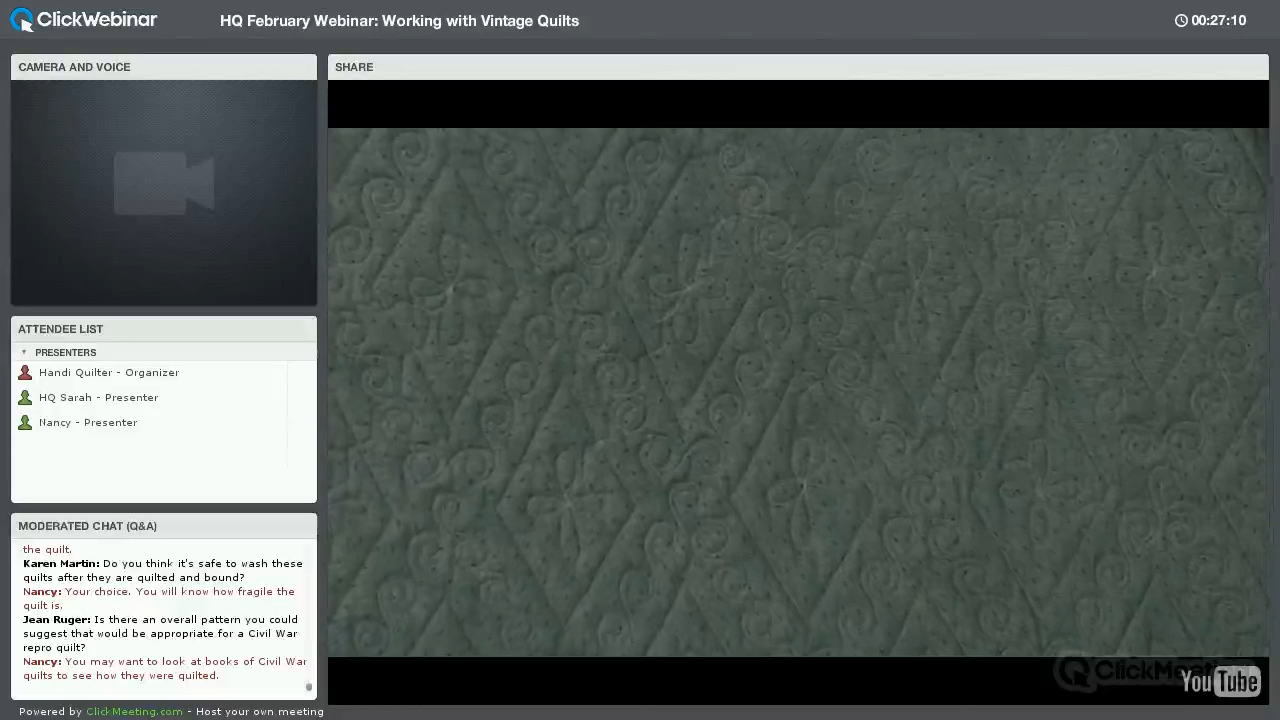 ClickWebinar
HQ February Webinar: Working with Vintage Quilts
00:27:10
CAMERA AND VOICE
SHARE
ATTENDEE LIST
PRESENTERS
Handi Quilter - Organizer
HQ Sarah - Presenter
Nancy - Presenter
MODERATED CHAT (Q&A)
the quilt.
Karen Martin: Do you think it's safe to wash these
quilts after they are quilted and bound?
Nancy: Your choice. You will know how fragile the
quilt is.
Jean Ruger: Is there an overall pattern you could
suggest that would be appropriate for a Civil War
repro quilt?
Nancy: You may want to look at books of Civil War
quilts to see how they were quilted.
ClickMeeting
YouTube
Powered by ClickMeeting.com - Host your own meeting